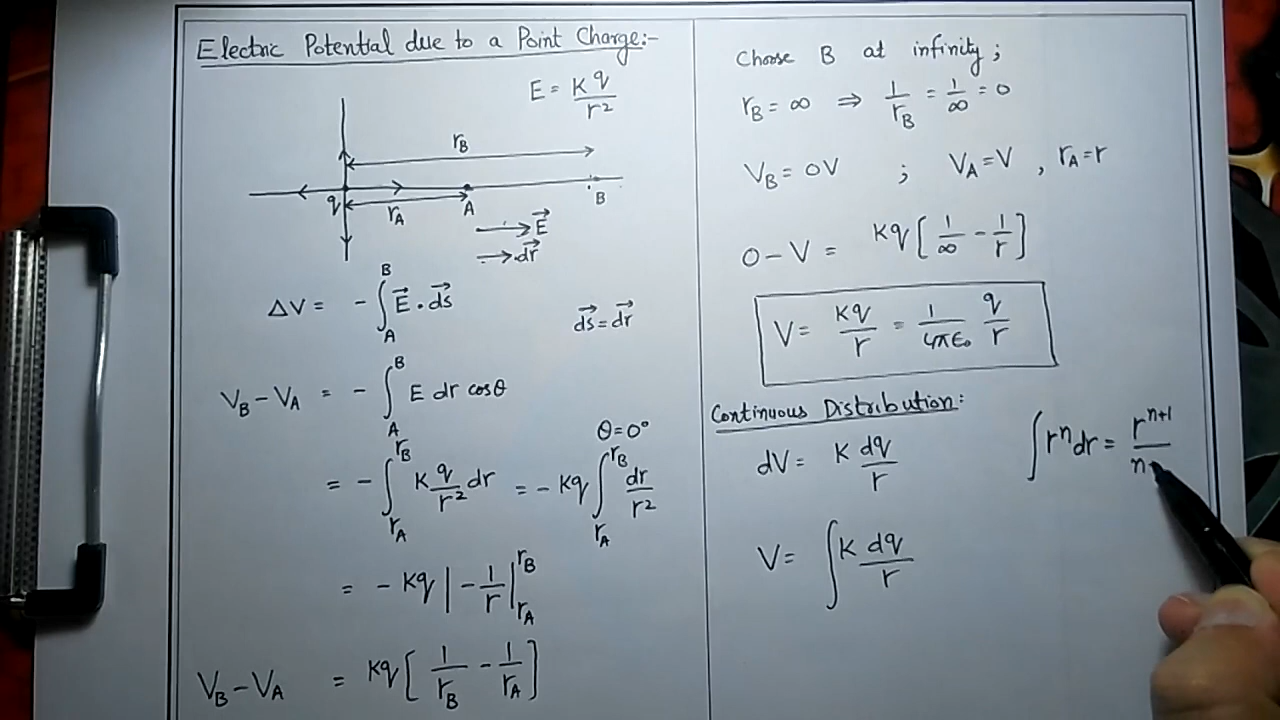 Electric Potential due to a Point Charge:-
E = K q/r²
r_B
q r_A A B
→E
→dr
ΔV = - ∫_A^B →E . →ds
→ds = →dr
V_B - V_A = - ∫_A^B E dr cosθ
θ = 0°
= - ∫_{r_A}^{r_B} K q/r² dr = - Kq ∫_{r_A}^{r_B} dr/r²
= - Kq |- 1/r|_{r_A}^{r_B}
V_B - V_A = Kq [ 1/r_B - 1/r_A ]
Choose B at infinity ;
r_B = ∞ ⇒ 1/r_B = 1/∞ = 0
V_B = 0V ; V_A = V , r_A = r
0 - V = Kq [ 1/∞ - 1/r ]
V = Kq/r = 1/4πε₀ q/r
Continuous Distribution:
dV = K dq/r
∫ rⁿ dr = r^{n+1}/n
V = ∫ K dq/r